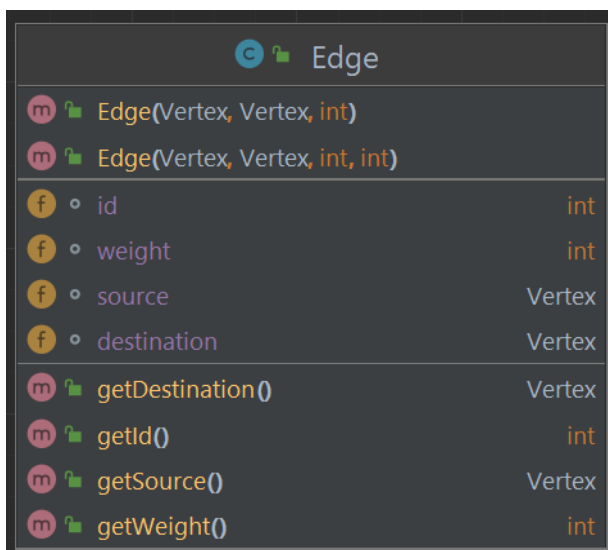 C Edge
m Edge(Vertex, Vertex, int)
m Edge(Vertex, Vertex, int, int)
f id int
f weight int
f source Vertex
f destination Vertex
m getDestination() Vertex
m getId() int
m getSource() Vertex
m getWeight() int